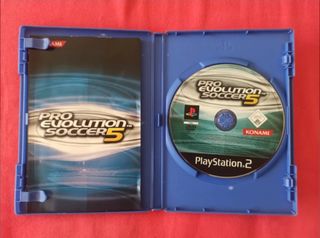 KONAMI
PRO
EVOLUTION
SOCCER 5
PRO
EVOLUTION
SOCCER 5
KONAMI
PlayStation.2